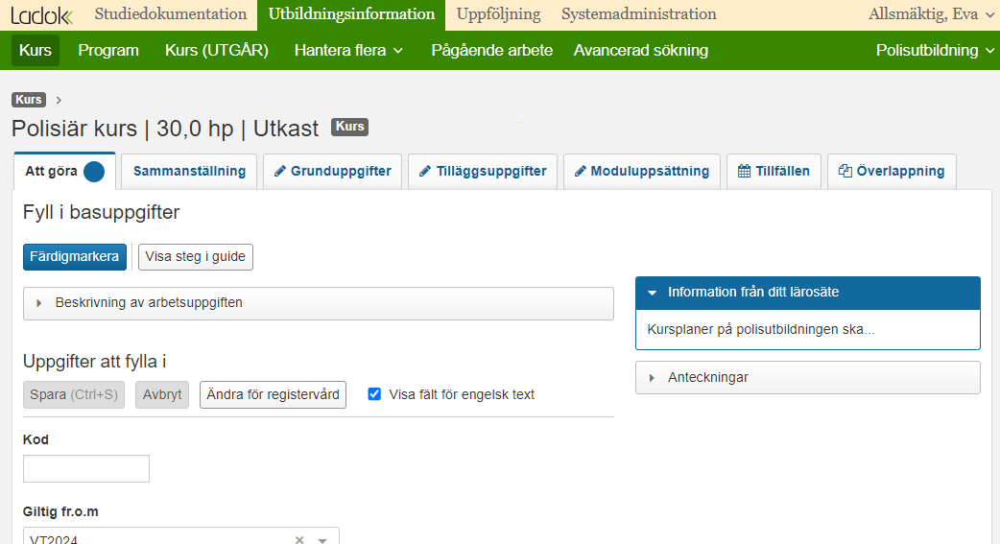 Ladok Studiedokumentation Utbildningsinformation Uppföljning Systemadministration Allsmäktig, Eva
Kurs Program Kurs (UTGÅR) Hantera flera Pågående arbete Avancerad sökning Polisutbildning
Kurs
Polisiär kurs | 30,0 hp | Utkast Kurs
Att göra Sammanställning Grunduppgifter Tilläggsuppgifter Moduluppsättning Tillfällen Överlappning
Fyll i basuppgifter
Färdigmarkera Visa steg i guide
Beskrivning av arbetsuppgiften
Information från ditt lärosäte
Kursplaner på polisutbildningen ska...
Anteckningar
Uppgifter att fylla i
Spara (Ctrl+S) Avbryt Ändra för registervård Visa fält för engelsk text
Kod
Giltig fr.o.m
VT2024